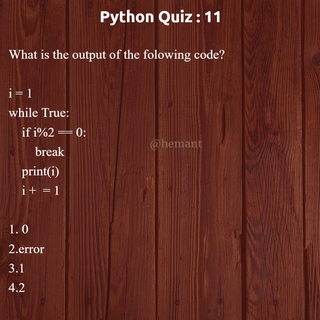 Python Quiz : 11
What is the output of the folowing code?
i = 1
while True:
if i%2 == 0:
break
@hemant
print(i)
i + = 1
1. 0
2.error
3.1
4.2